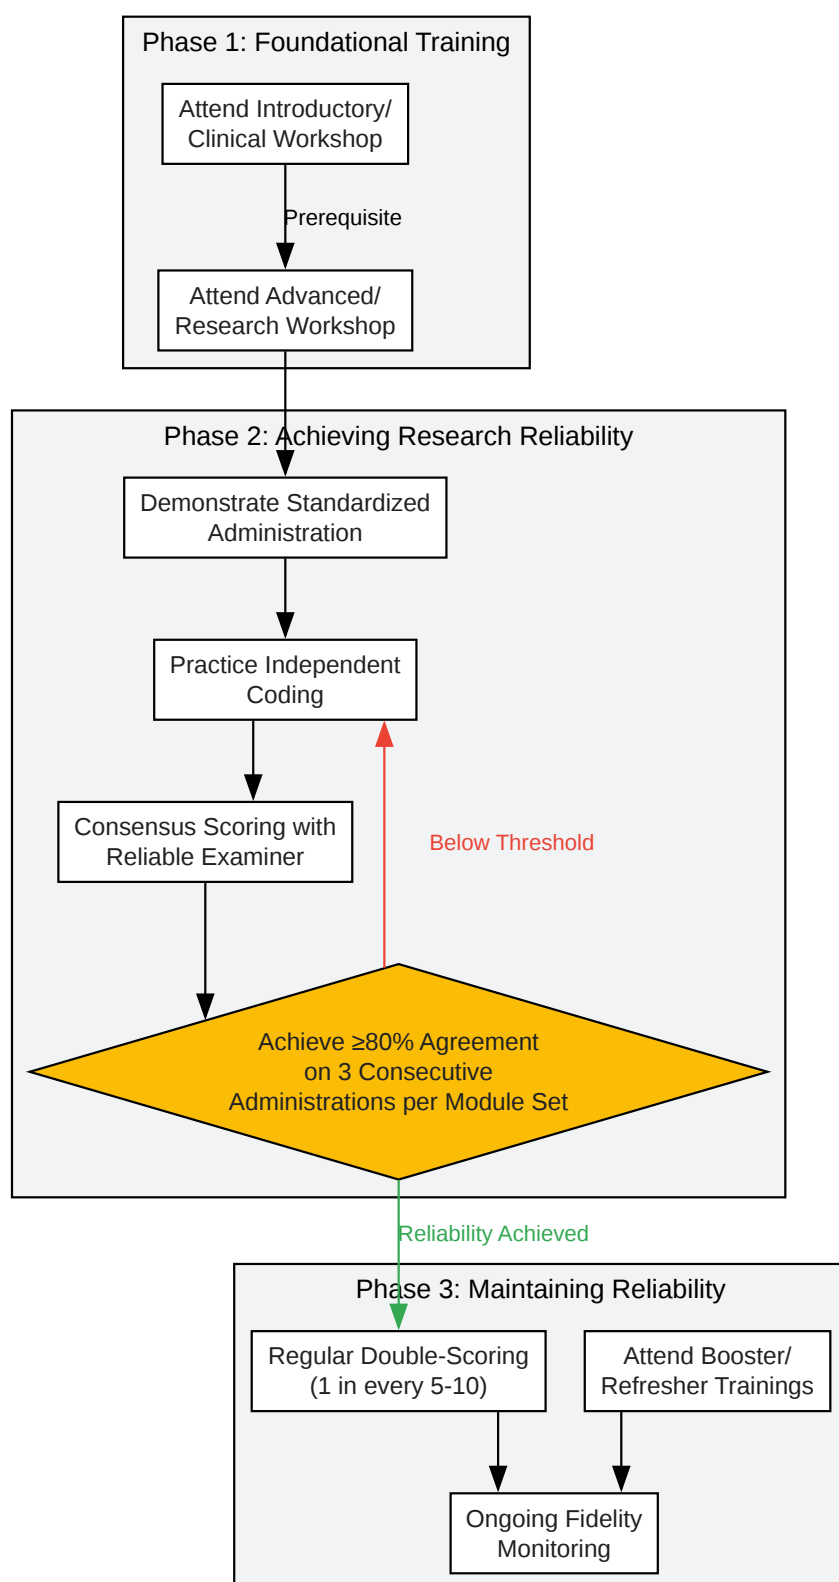 Phase 1: Foundational Training
Attend Introductory/
Clinical Workshop
Prerequisite
Attend Advanced/
Research Workshop
Phase 2: Achieving Research Reliability
Demonstrate Standardized
Administration
Practice Independent
Coding
Consensus Scoring with
Reliable Examiner
Below Threshold
Achieve ≥80% Agreement
on 3 Consecutive
Administrations per Module Set
Reliability Achieved
Phase 3: Maintaining Reliability
Regular Double-Scoring
(1 in every 5-10)
Attend Booster/
Refresher Trainings
Ongoing Fidelity
Monitoring